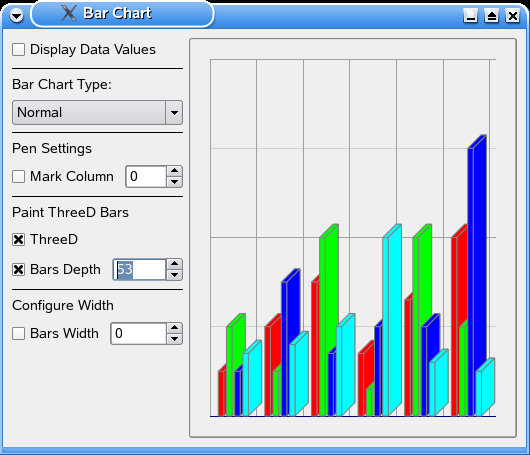 Bar Chart
Display Data Values
Bar Chart Type:
Normal
Pen Settings
Mark Column 0
Paint ThreeD Bars
ThreeD
Bars Depth 53
Configure Width
Bars Width 0